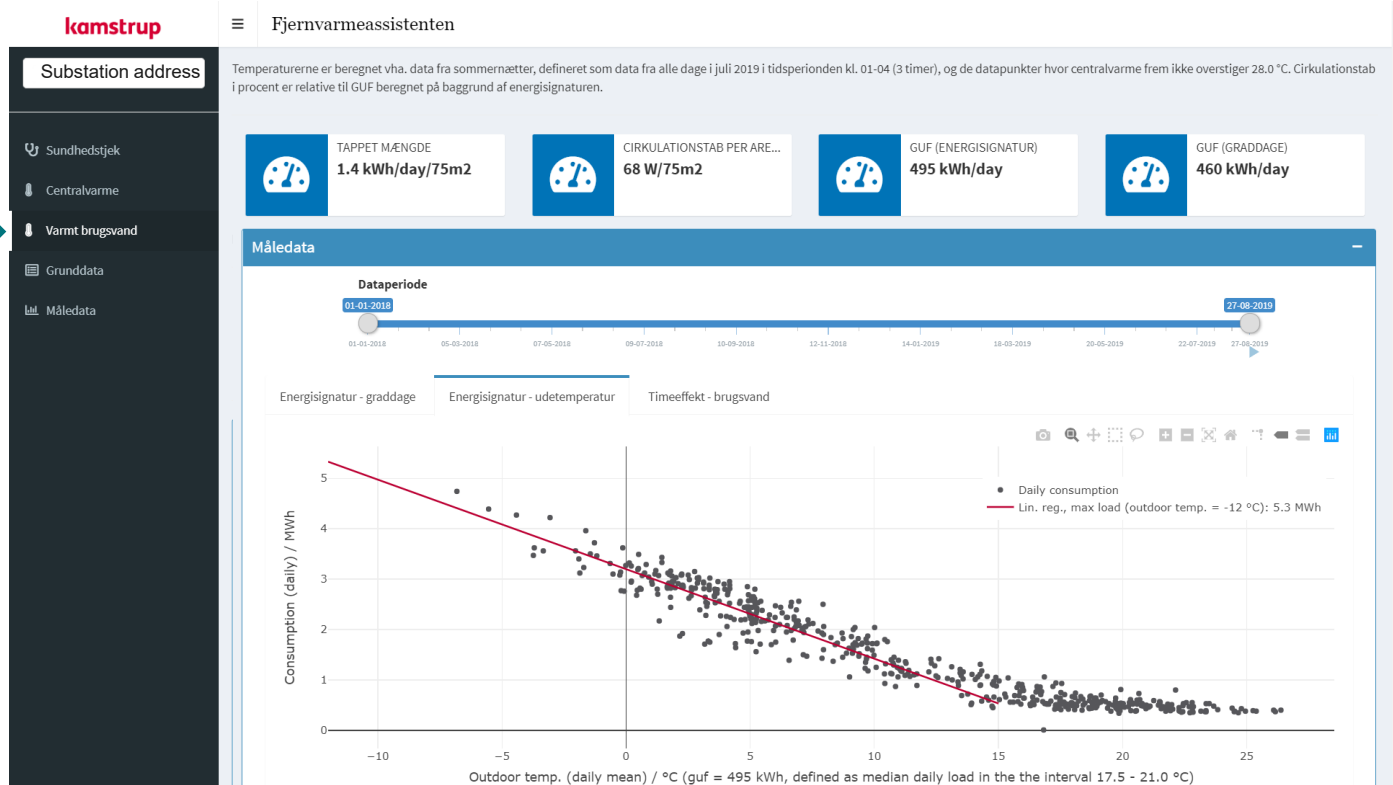 kamstrup
Fjernvarmeassistenten
Substation address
Sundhedstjek
Centralvarme
Varmt brugsvand
Grunddata
Måledata
Temperaturerne er beregnet vha. data fra sommernætter, defineret som data fra alle dage i juli 2019 i tidsperionden kl. 01-04 (3 timer), og de datapunkter hvor centralvarme frem ikke overstiger 28.0 °C. Cirkulationstab
i procent er relative til GUF beregnet på baggrund af energisignaturen.
TAPPET MÆNGDE
1.4 kWh/day/75m2
CIRKULATIONSTAB PER ARE...
68 W/75m2
GUF (ENERGISIGNATUR)
495 kWh/day
GUF (GRADDAGE)
460 kWh/day
Måledata
Dataperiode
01-01-2018 27-08-2019
01-01-2018 05-03-2018 07-05-2018 09-07-2018 10-09-2018 12-11-2018 14-01-2019 18-03-2019 20-05-2019 22-07-2019 27-08-2019
Energisignatur - graddage Energisignatur - udetemperatur Timeeffekt - brugsvand
Daily consumption
Lin. reg., max load (outdoor temp. = -12 ºC): 5.3 MWh
Consumption (daily) / MWh
5
4
3
2
1
0
−10 −5 0 5 10 15 20 25
Outdoor temp. (daily mean) / °C (guf = 495 kWh, defined as median daily load in the the interval 17.5 - 21.0 °C)